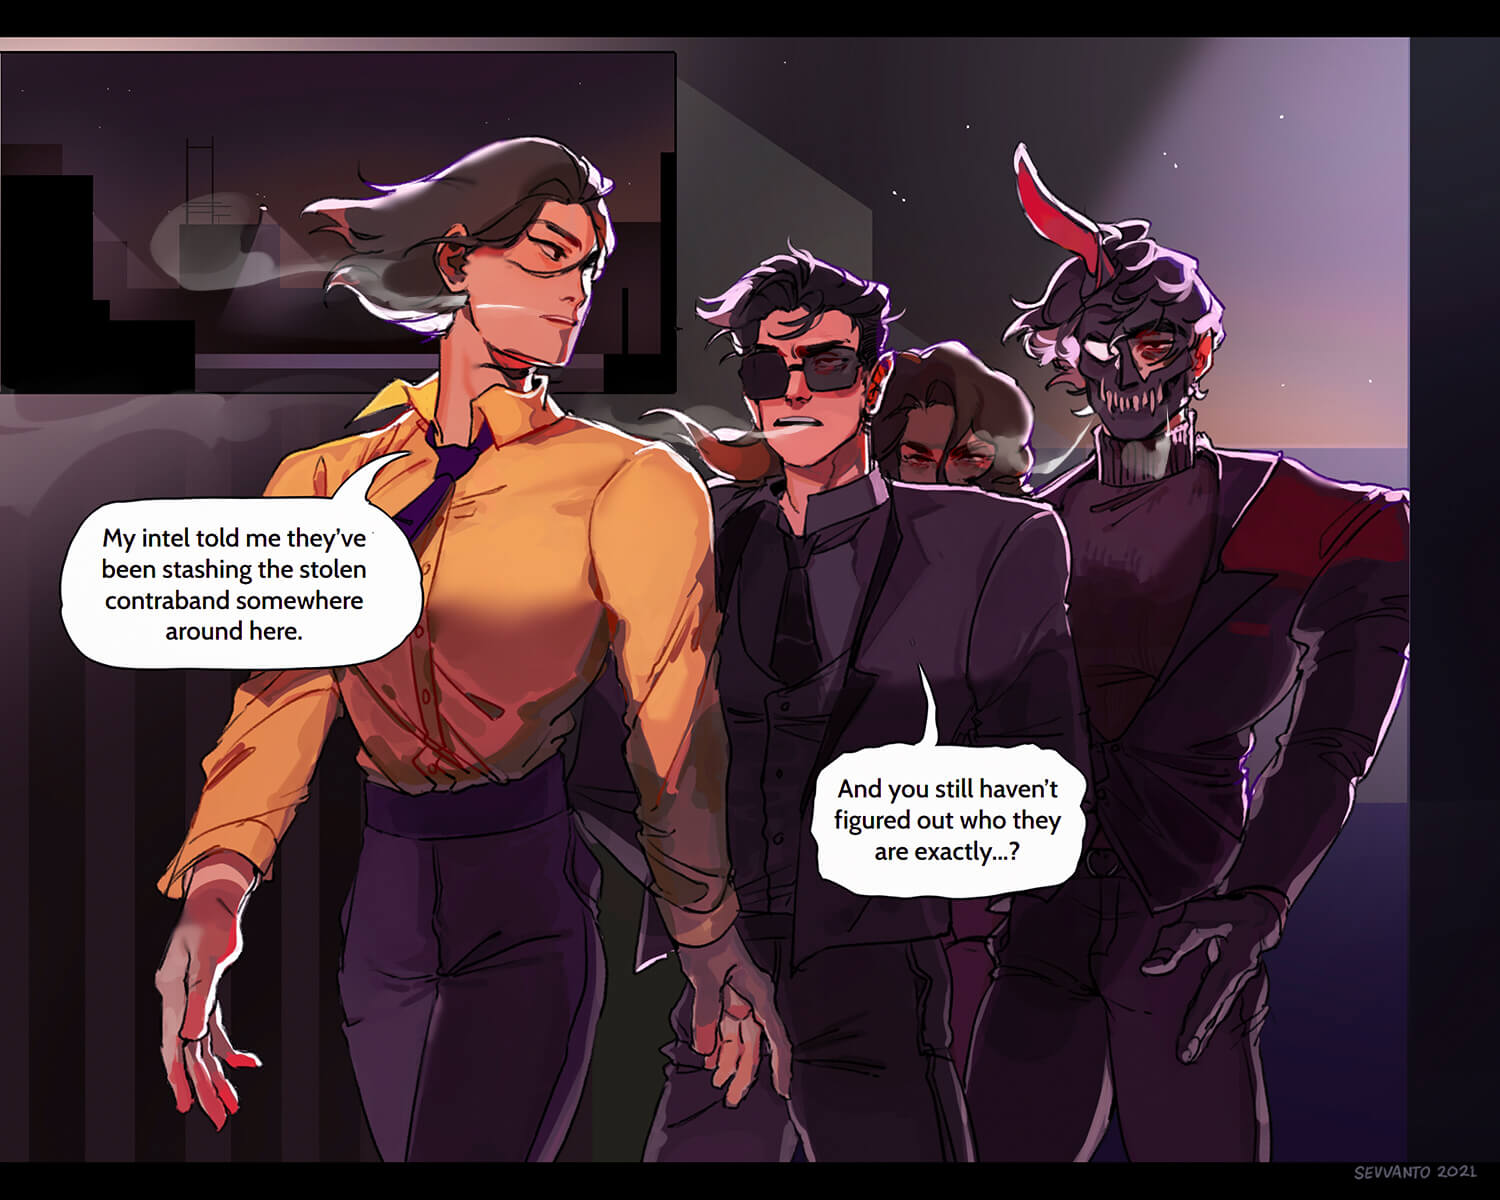 My intel told me they've
been stashing the stolen
contraband somewhere
around here.
And you still haven't
figured out who they
are exactly...?
SEVVANTO 2021